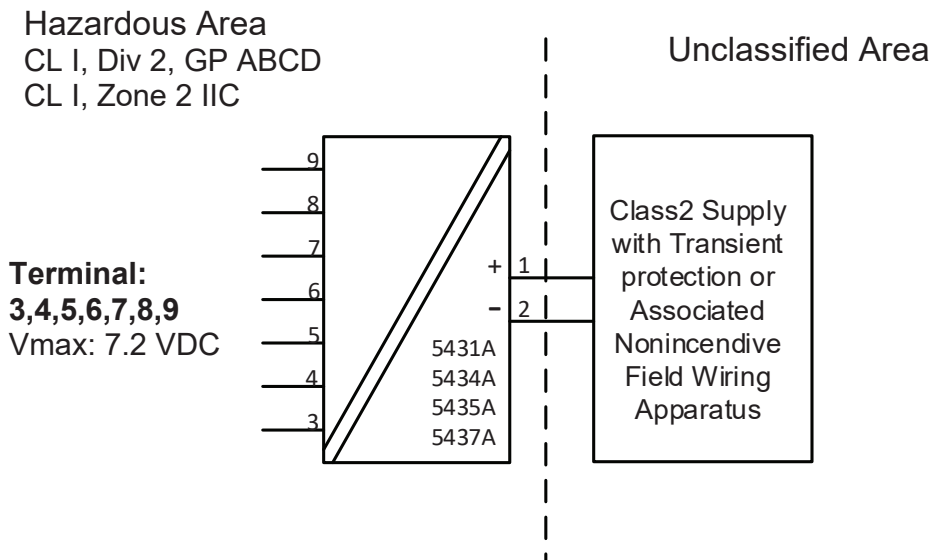 Hazardous Area
CL I, Div 2, GP ABCD
CL I, Zone 2 IIC
Unclassified Area
9
8
7
6
5
4
3
Terminal:
3,4,5,6,7,8,9
Vmax: 7.2 VDC
+ 1
- 2
5431A
5434A
5435A
5437A
Class2 Supply
with Transient
protection or
Associated
Nonincendive
Field Wiring
Apparatus